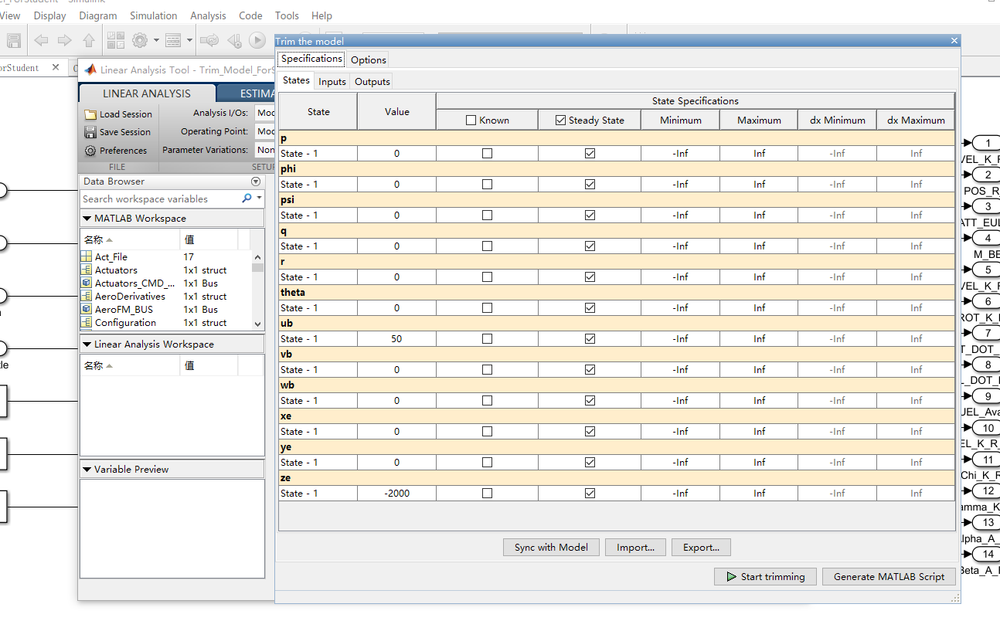 View Display Diagram Simulation Analysis Code Tools Help
Trim the model
Specifications Options
States Inputs Outputs
State Value State Specifications
Known Steady State Minimum Maximum dx Minimum dx Maximum
p
State - 1 0 -Inf Inf -Inf Inf
phi
State - 1 0 -Inf Inf -Inf Inf
psi
State - 1 0 -Inf Inf -Inf Inf
q
State - 1 0 -Inf Inf -Inf Inf
r
State - 1 0 -Inf Inf -Inf Inf
theta
State - 1 0 -Inf Inf -Inf Inf
ub
State - 1 50 -Inf Inf -Inf Inf
vb
State - 1 0 -Inf Inf -Inf Inf
wb
State - 1 0 -Inf Inf -Inf Inf
xe
State - 1 0 -Inf Inf -Inf Inf
ye
State - 1 0 -Inf Inf -Inf Inf
ze
State - 1 -2000 -Inf Inf -Inf Inf
Sync with Model Import... Export...
Start trimming Generate MATLAB Script
orStudent
Linear Analysis Tool - Trim_Model_ForS
LINEAR ANALYSIS ESTIMA
Load Session Analysis I/Os: Mod
Save Session Operating Point: Mod
Preferences Parameter Variations: Non
FILE SETUP
Data Browser
Search workspace variables
MATLAB Workspace
名称 值
Act_File 17
Actuators 1x1 struct
Actuators_CMD_... 1x1 Bus
AeroDerivatives 1x1 struct
AeroFM_BUS 1x1 Bus
Configuration 1x1 struct
Linear Analysis Workspace
名称 值
Variable Preview
tle
1
VEL_K_R
2
POS_R_
3
ATT_EUL
4
M_BE
5
6
ROT_K_
7
T_DOT_
8
L_DOT_
9
UEL_Ava
10
EL_K_R_
11
Chi_K_R
12
amma_K
13
lpha_A_
14
Beta_A_